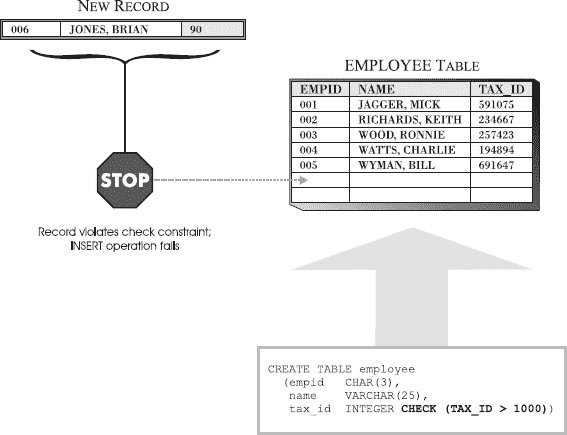 NEW RECORD
006 JONES, BRIAN 90
EMPLOYEE TABLE
EMPID NAME TAX_ID
001 JAGGER, MICK 591075
002 RICHARDS, KEITH 234667
003 WOOD, RONNIE 257423
004 WATTS, CHARLIE 194894
005 WYMAN, BILL 691647
STOP
Record violates check constraint;
INSERT operation fails
CREATE TABLE employee
(empid CHAR(3),
name VARCHAR(25),
tax_id INTEGER CHECK (TAX_ID > 1000))